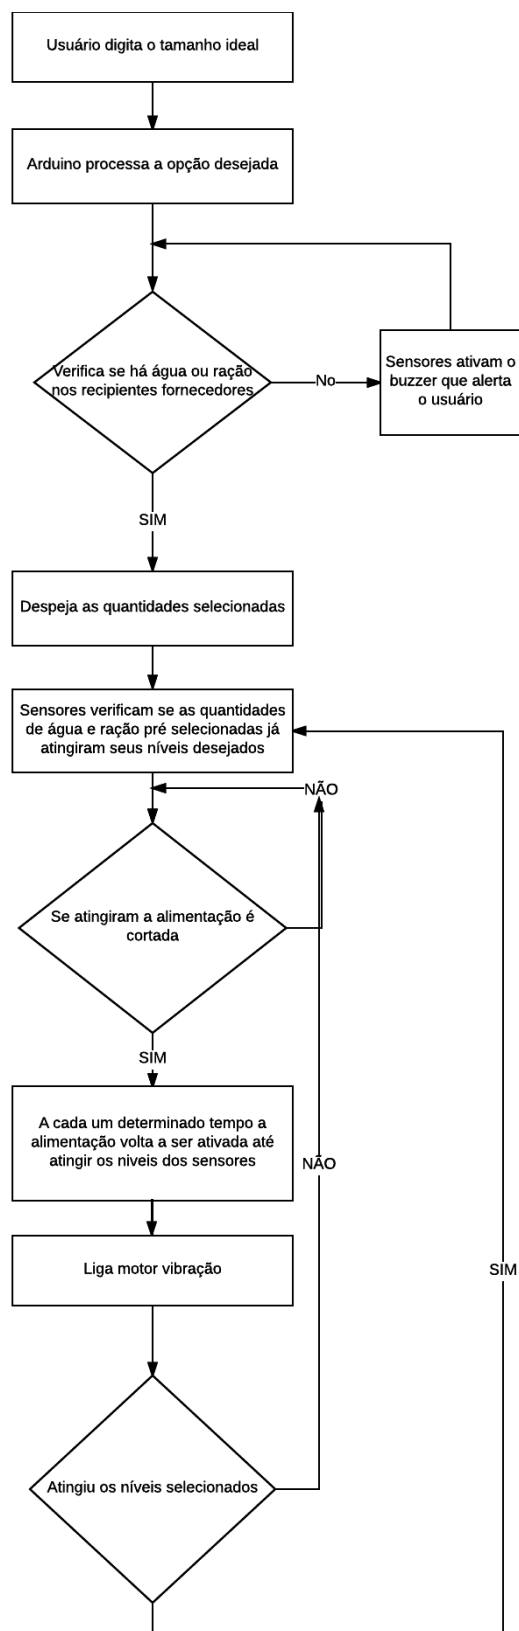 Usuário digita o tamanho ideal
Arduino processa a opção desejada
Verifica se há água ou ração
nos recipientes fornecedores
No
Sensores ativam o
buzzer que alerta
o usuário
SIM
Despeja as quantidades selecionadas
Sensores verificam se as quantidades
de água e ração pré selecionadas já
atingiram seus níveis desejados
NÃO
Se atingiram a alimentação é
cortada
SIM
A cada um determinado tempo a
alimentação volta a ser ativada até
atingir os niveis dos sensores
NÃO
Liga motor vibração
SIM
Atingiu os níveis selecionados